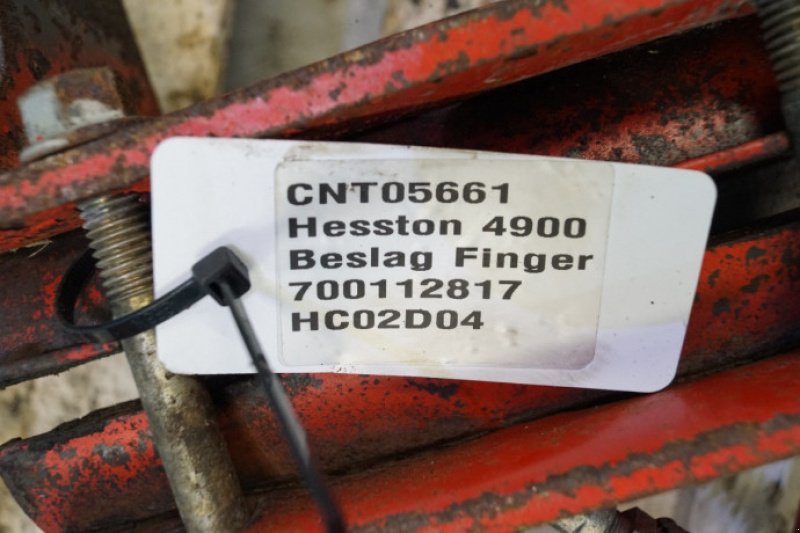 CNT05661
Hesston 4900
Beslag Finger
700112817
HC02D04